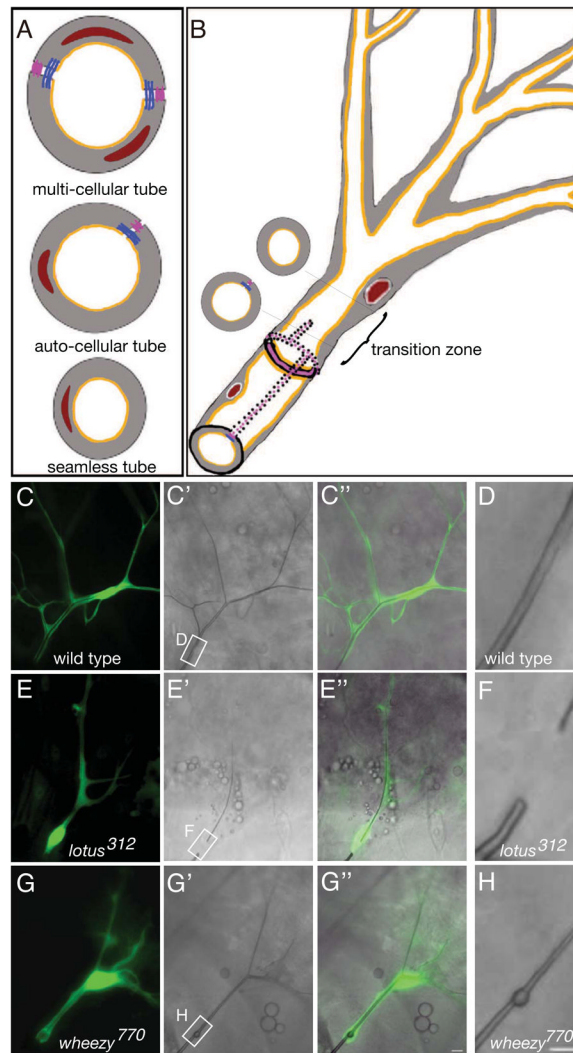 A
multi-cellular tube
auto-cellular tube
seamless tube
B
transition zone
C
wild type
C'
D
C''
D
wild type
E
lotus312
E'
F
E''
F
lotus312
G
wheezy770
G'
H
G''
H
wheezy770